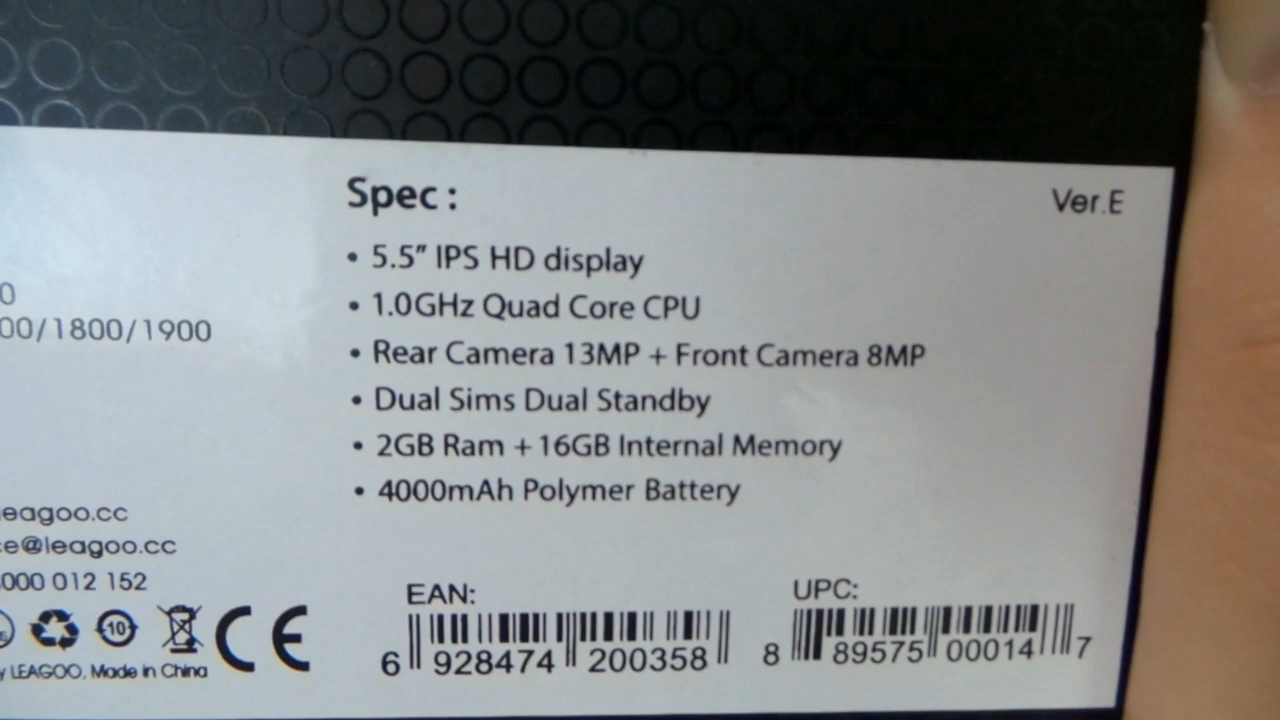 Spec :
Ver.E
• 5.5" IPS HD display
• 1.0GHz Quad Core CPU
• Rear Camera 13MP + Front Camera 8MP
• Dual Sims Dual Standby
• 2GB Ram + 16GB Internal Memory
• 4000mAh Polymer Battery
0
00/1800/1900
eagoo.cc
e@leagoo.cc
000 012 152
10
CE
y LEAGOO, Made in China
EAN:
6 928474 200358
UPC:
8 89575 00014 7